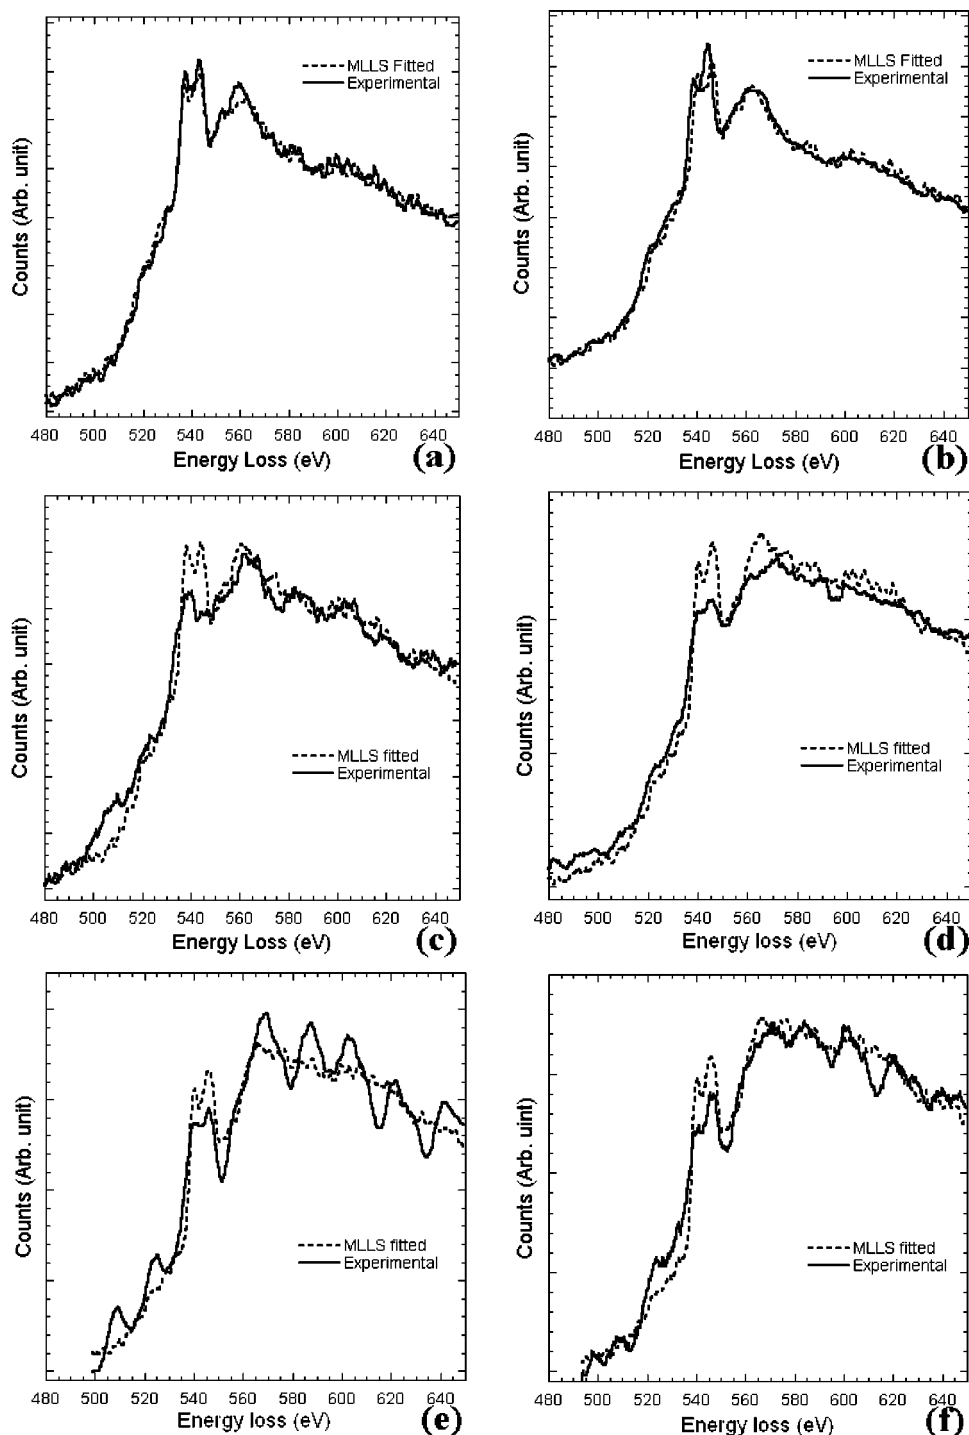 MLLS Fitted
Experimental
Counts (Arb. unit)
480 500 520 540 560 580 600 620 640
Energy Loss (eV)
(a)
MLLS Fitted
Experimental
Counts (Arb. unit)
480 500 520 540 560 580 600 620 640
Energy Loss (eV)
(b)
MLLS fitted
Experimental
Counts (Arb. unit)
480 500 520 540 560 580 600 620 640
Energy Loss (eV)
(c)
MLLS fitted
Experimental
Counts (Arb. unit)
480 500 520 540 560 580 600 620 640
Energy loss (eV)
(d)
MLLS fitted
Experimental
Counts (Arb. unit)
480 500 520 540 560 580 600 620 640
Energy loss (eV)
(e)
MLLS fitted
Experimental
Counts (Arb. uint)
480 500 520 540 560 580 600 620 640
Energy loss (eV)
(f)